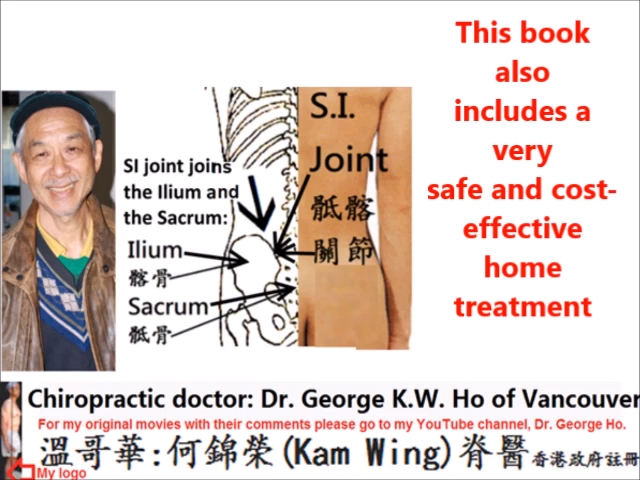 This book
also
includes a
very
safe and cost-
effective
home
treatment
S.I.
Joint
骶髂
關節
SI joint joins
the Ilium and
the Sacrum:
Ilium
髂骨
Sacrum
骶骨
Chiropractic doctor: Dr. George K.W. Ho of Vancouver
For my original movies with their comments please go to my YouTube channel, Dr. George Ho.
溫哥華:何錦榮(Kam Wing)脊醫香港政府註冊
My logo